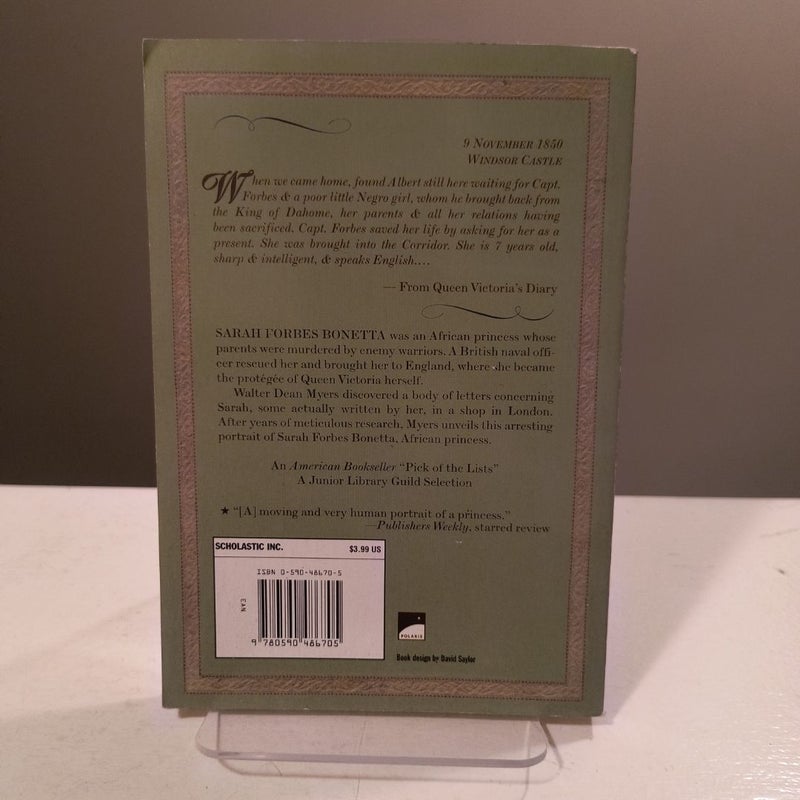 9 November 1850
Windsor Castle
When we came home, found Albert still here waiting for Capt.
Forbes & a poor little Negro girl, whom he brought back from
the King of Dahome, her parents & all her relations having
been sacrificed. Capt. Forbes saved her life by asking for her as a
present. She was brought into the Corridor. She is 7 years old,
sharp & intelligent, & speaks English....
— From Queen Victoria's Diary
SARAH FORBES BONETTA was an African princess whose
parents were murdered by enemy warriors. A British naval offi-
cer rescued her and brought her to England, where she became
the protégée of Queen Victoria herself.
Walter Dean Myers discovered a body of letters concerning
Sarah, some actually written by her, in a shop in London.
After years of meticulous research, Myers unveils this arresting
portrait of Sarah Forbes Bonetta, African princess.
An American Bookseller "Pick of the Lists"
A Junior Library Guild Selection
★ "[A] moving and very human portrait of a princess."
—Publishers Weekly, starred review
SCHOLASTIC INC. $3.99 US
ISBN 0-590-48670-5
EAN
9 780590 486705
POLARIS
Book design by David Saylor